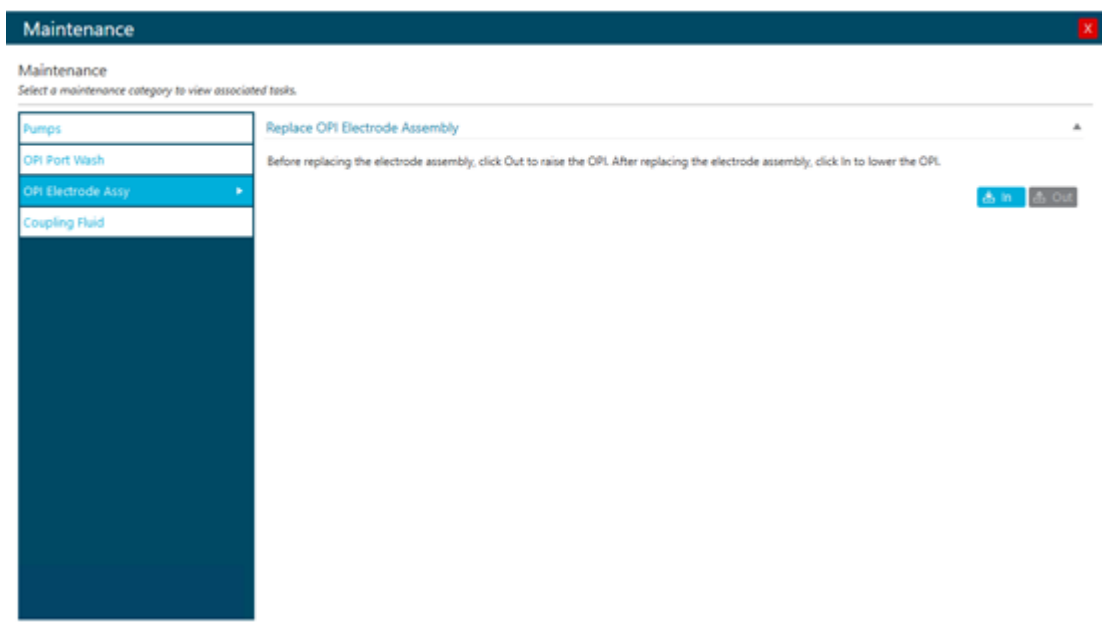 Maintenance
X
Maintenance
Select a maintenance category to view associated tasks.
Pumps
OPI Port Wash
OPI Electrode Assy
Coupling Fluid
Replace OPI Electrode Assembly
Before replacing the electrode assembly, click Out to raise the OPI. After replacing the electrode assembly, click In to lower the OPI.
In Out